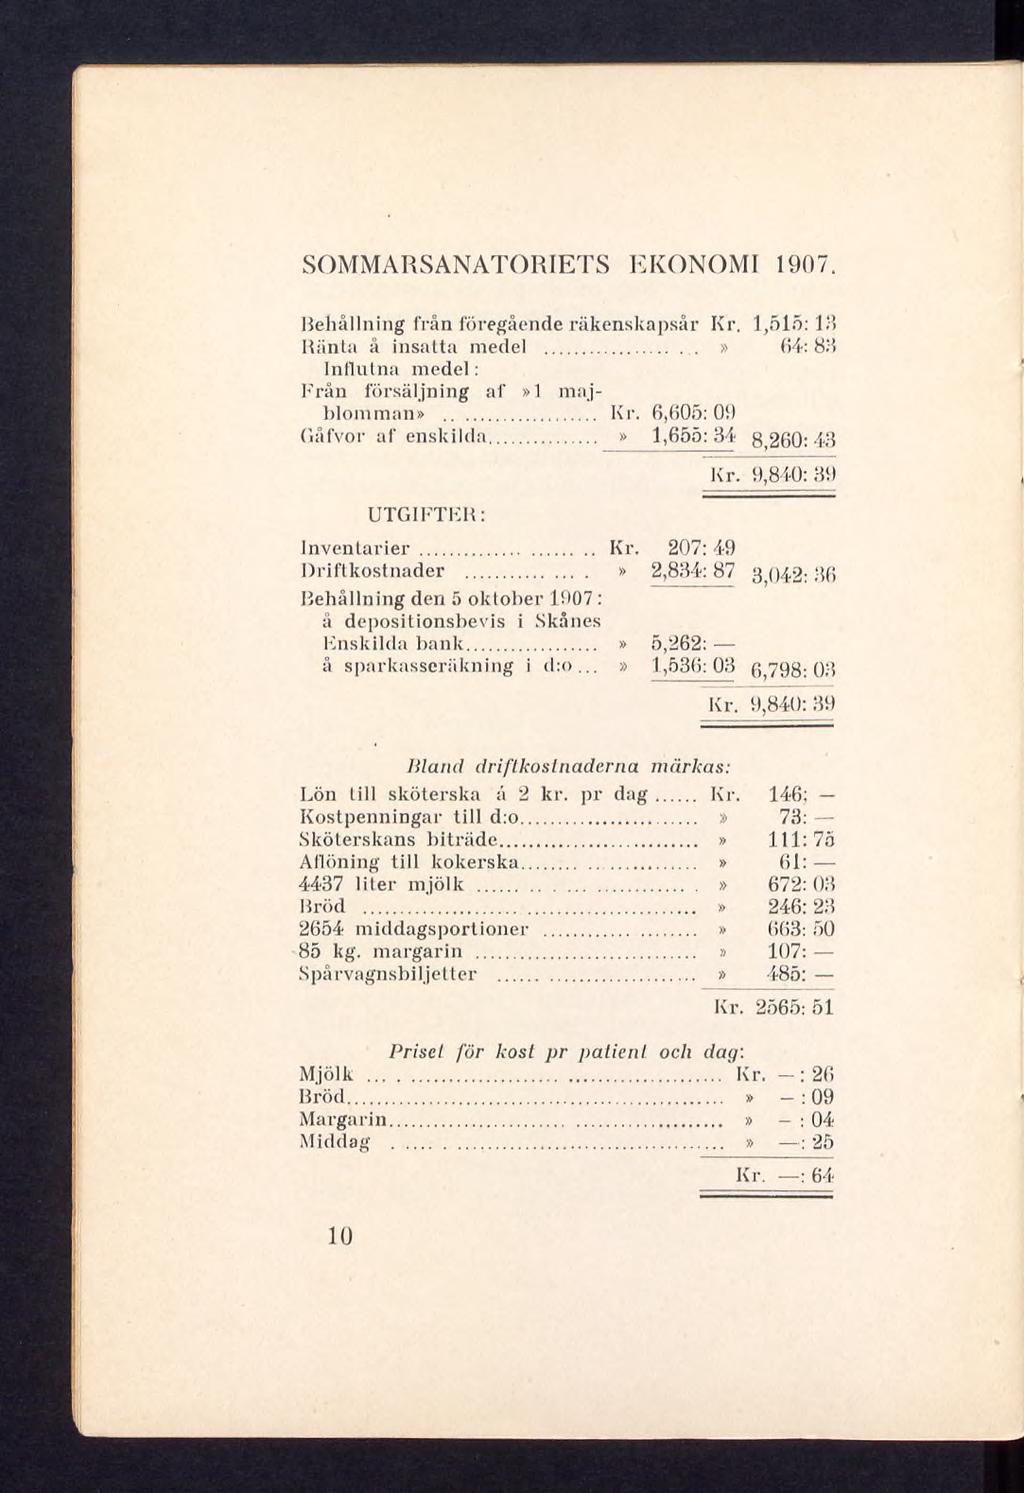 SOMMARSANATORIETS EKONOMI 1907.
Behållning från föregående räkenskapsår Kr. 1,515: 13
Ränta å insatta medel .................... » 64: 83
Influtna medel:
Från försäljning af »1 maj-
blomman» .................... Kr. 6,605: 09
Gåfvor af enskilda............... » 1,655: 34 8,260: 43
Kr. 9,840: 39
UTGIFTER:
Inventarier .................... Kr. 207: 49
Driftkostnader .................. » 2,834: 87 3,042: 36
Behållning den 5 oktober 1907:
å depositionsbevis i Skånes
Enskilda bank.................. » 5,262: —
å sparkasseräkning i d:o... » 1,536: 03 6,798: 03
Kr. 9,840: 39
Bland driftkostnaderna märkas:
Lön till sköterska á 2 kr. pr dag ...... Kr. 146: —
Kostpenningar till d:o......................... » 73: —
Sköterskans biträde............................ » 111: 75
Aflöning till kokerska......................... » 61: —
4437 liter mjölk ............................... » 672: 03
Bröd ............................................. » 246: 23
2654 middagsportioner ...................... » 663: 50
85 kg. margarin ................................ » 107: —
Spårvagnsbiljetter ............................ » 485: —
Kr. 2565: 51
Priset för kost pr patient och dag:
Mjölk ............................................. Kr. — : 26
Bröd................................................ » — : 09
Margarin.......................................... » — : 04
Middag ........................................... » —: 25
Kr. —: 64
10